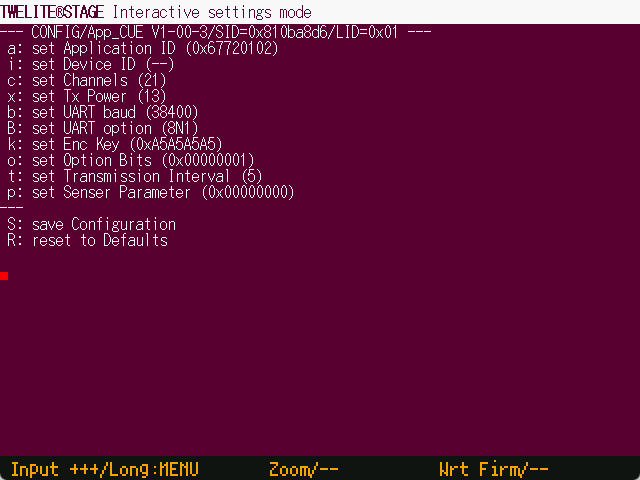 TWELITE®STAGE Interactive settings mode
--- CONFIG/App_CUE V1-00-3/SID=0x810ba8d6/LID=0x01 ---
a: set Application ID (0x67720102)
i: set Device ID (--)
c: set Channels (21)
x: set Tx Power (13)
b: set UART baud (38400)
B: set UART option (8N1)
k: set Enc Key (0xA5A5A5A5)
o: set Option Bits (0x00000001)
t: set Transmission Interval (5)
p: set Senser Parameter (0x00000000)
---
S: save Configuration
R: reset to Defaults
Input +++/Long:MENU Zoom/-- Wrt Firm/--